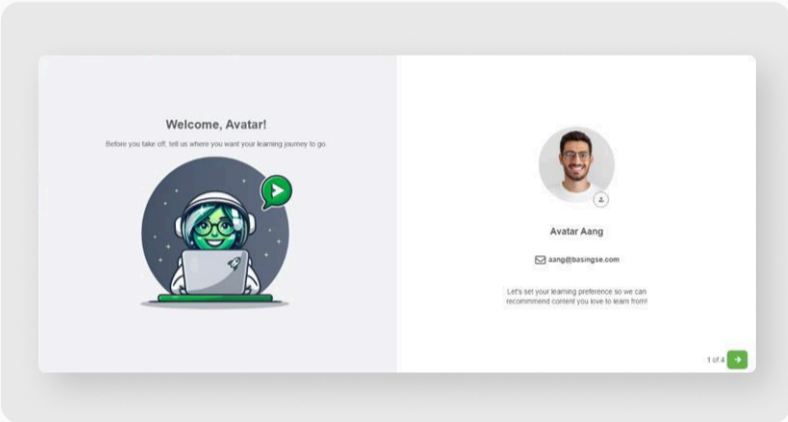 Welcome, Avatar!
Before you take off, tell us where you want your learning journey to go
Avatar Aang
aang@basingse.com
Let's set your learning preference so we can
recommmend content you love to learn from!
1 of 4